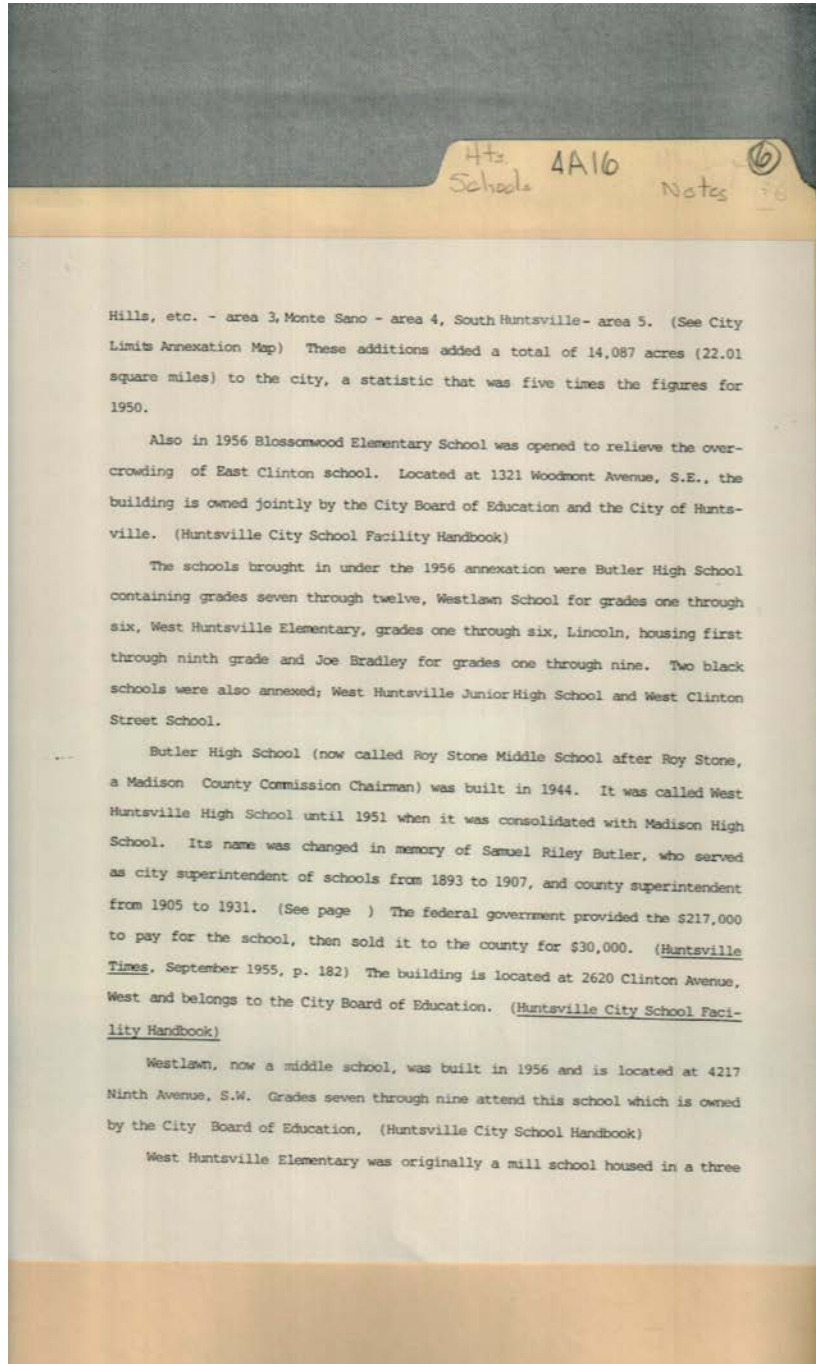 Hts. 4A16 6
Schools Notes
Hills, etc. - area 3, Monte Sano - area 4, South Huntsville- area 5. (See City
Limits Annexation Map) These additions added a total of 14,087 acres (22.01
square miles) to the city, a statistic that was five times the figures for
1950.
Also in 1956 Blossomwood Elementary School was opened to relieve the over-
crowding of East Clinton school. Located at 1321 Woodmont Avenue, S.E., the
building is owned jointly by the City Board of Education and the City of Hunts-
ville. (Huntsville City School Facility Handbook)
The schools brought in under the 1956 annexation were Butler High School
containing grades seven through twelve, Westlawn School for grades one through
six, West Huntsville Elementary, grades one through six, Lincoln, housing first
through ninth grade and Joe Bradley for grades one through nine. Two black
schools were also annexed; West Huntsville Junior High School and West Clinton
Street School.
Butler High School (now called Roy Stone Middle School after Roy Stone,
a Madison County Commission Chairman) was built in 1944. It was called West
Huntsville High School until 1951 when it was consolidated with Madison High
School. Its name was changed in memory of Samuel Riley Butler, who served
as city superintendent of schools from 1893 to 1907, and county superintendent
from 1905 to 1931. (See page ) The federal government provided the $217,000
to pay for the school, then sold it to the county for $30,000. (Huntsville
Times, September 1955, p. 182) The building is located at 2620 Clinton Avenue,
West and belongs to the City Board of Education. (Huntsville City School Faci-
lity Handbook)
Westlawn, now a middle school, was built in 1956 and is located at 4217
Ninth Avenue, S.W. Grades seven through nine attend this school which is owned
by the City Board of Education, (Huntsville City School Handbook)
West Huntsville Elementary was originally a mill school housed in a three